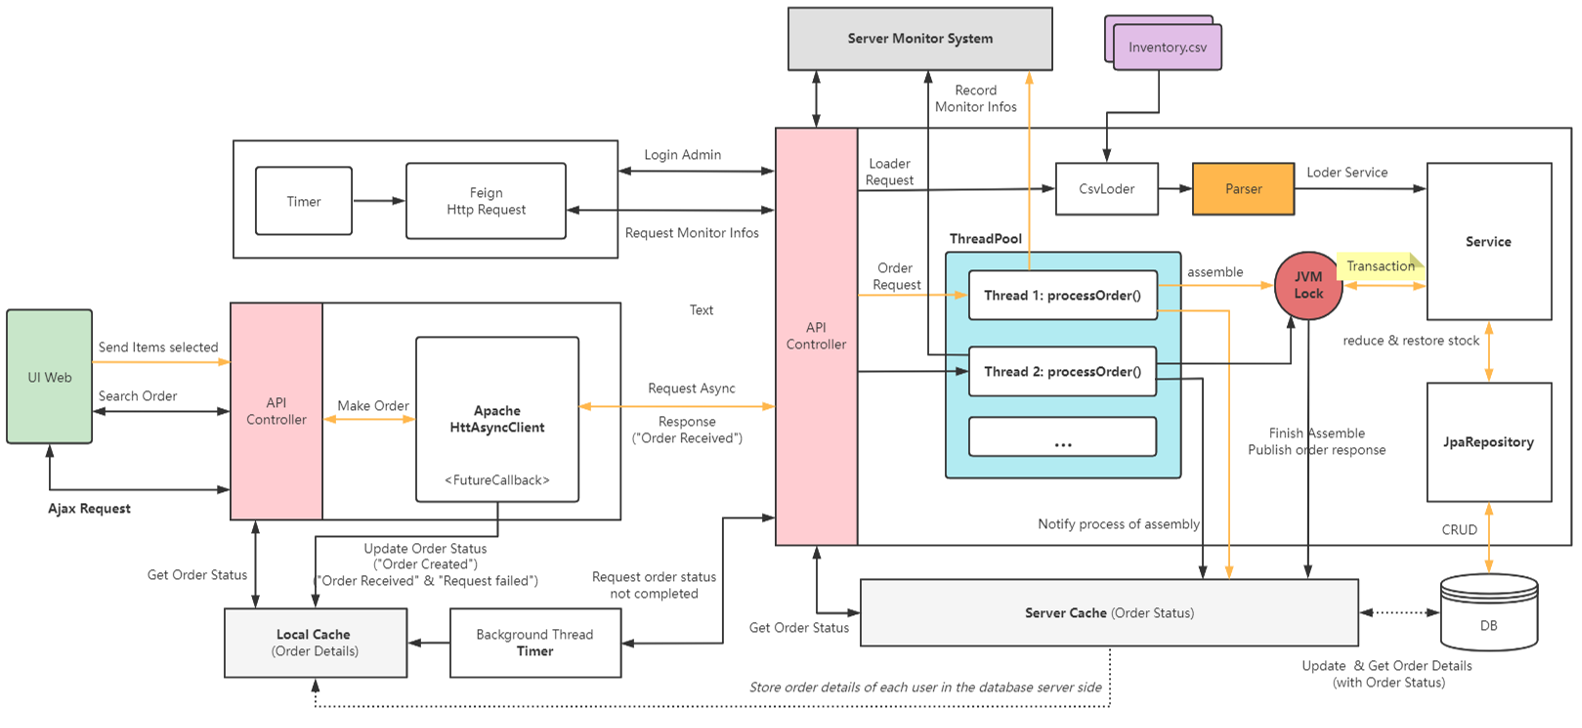 Server Monitor System
Inventory.csv
Record
Monitor Infos
Login Admin
Loader
Request
CsvLoder
Parser
Loder Service
Timer
Feign
Http Request
Request Monitor Infos
ThreadPool
Service
Order
Request
Thread 1: processOrder()
assemble
JVM
Lock
Transaction
Text
API
Controller
reduce & restore stock
UI Web
Send Items selected
Search Order
API
Controller
Make Order
Apache
HttAsyncClient
<FutureCallback>
Request Async
Response
("Order Received")
Thread 2: processOrder()
...
Finish Assemble
Publish order response
JpaRepository
Ajax Request
Notify process of assembly
CRUD
Get Order Status
Update Order Status
("Order Created")
("Order Received" & "Request failed")
Request order status
not completed
Local Cache
(Order Details)
Background Thread
Timer
Get Order Status
Server Cache (Order Status)
DB
Update & Get Order Details
(with Order Status)
Store order details of each user in the database server side